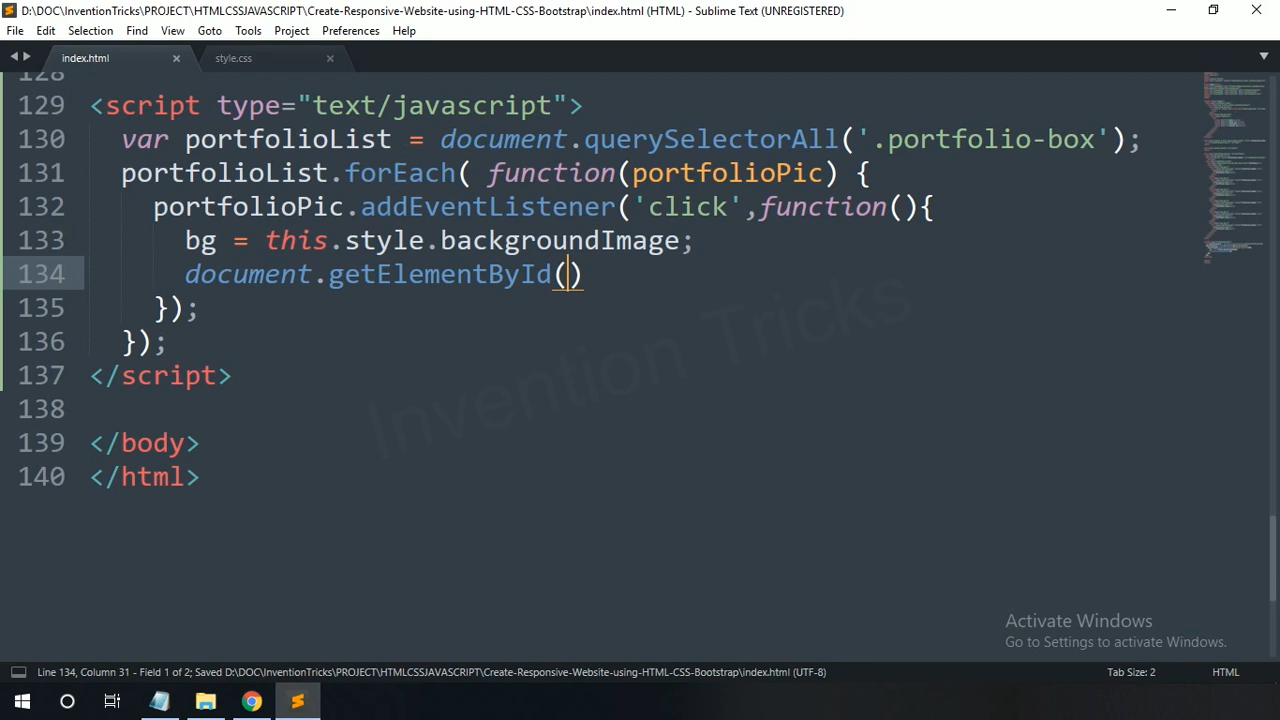 D:\DOC\InventionTricks\PROJECT\HTMLCSSJAVASCRIPT\Create-Responsive-Website-using-HTML-CSS-Bootstrap\index.html (HTML) - Sublime Text (UNREGISTERED)
File Edit Selection Find View Goto Tools Project Preferences Help
index.html style.css
128
129 <script type="text/javascript">
130 var portfolioList = document.querySelectorAll('.portfolio-box');
131 portfolioList.forEach( function(portfolioPic) {
132 portfolioPic.addEventListener('click',function(){
133 bg = this.style.backgroundImage;
134 document.getElementById()
135 });
136 });
137 </script>
138
139 </body>
140 </html>
Invention Tricks
Activate Windows
Go to Settings to activate Windows.
Line 134, Column 31 - Field 1 of 2; Saved D:\DOC\InventionTricks\PROJECT\HTMLCSSJAVASCRIPT\Create-Responsive-Website-using-HTML-CSS-Bootstrap\index.html (UTF-8) Tab Size: 2 HTML